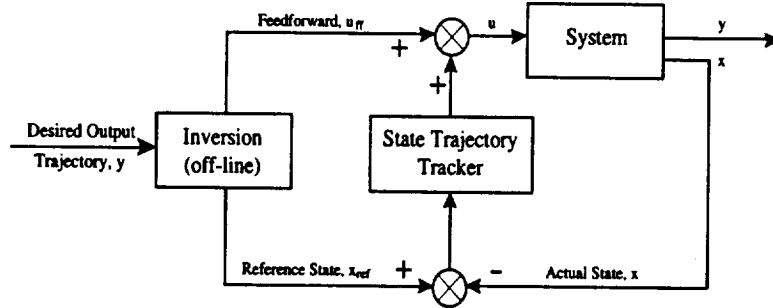 Feedforward, u_ff
+
u
System
y
x
+
Desired Output
Trajectory, y
Inversion
(off-line)
State Trajectory
Tracker
Reference State, x_ref
+
-
Actual State, x